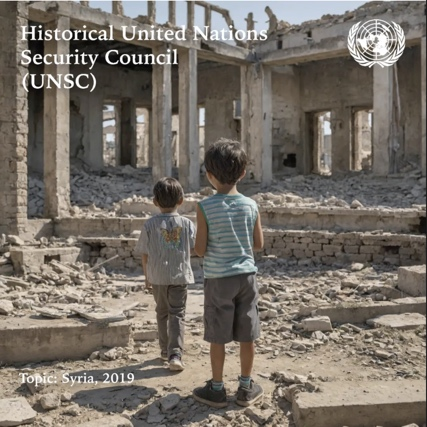 Historical United Nations
Security Council
(UNSC)
Topic: Syria, 2019